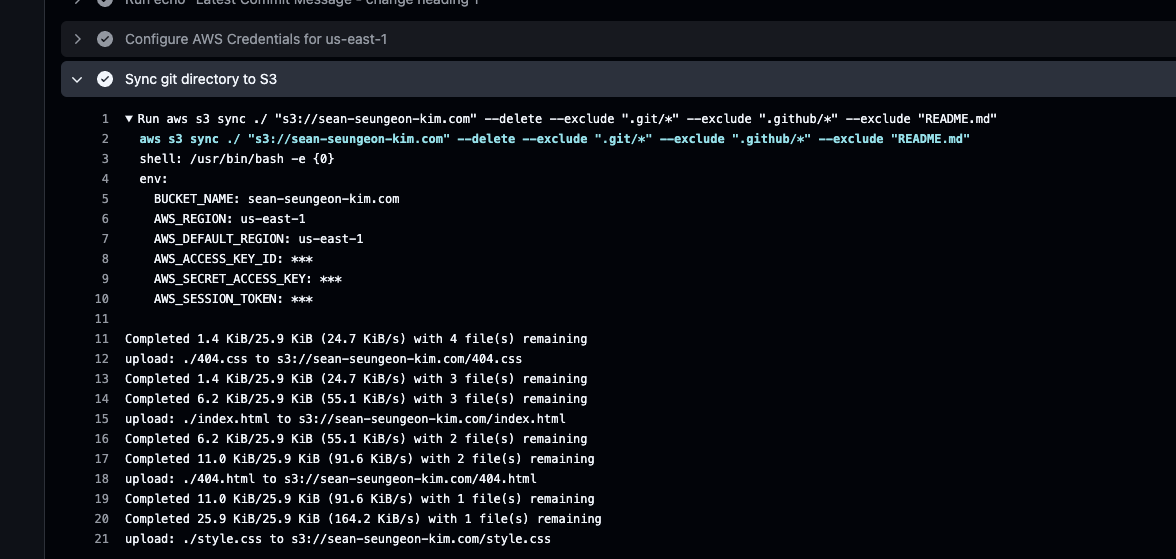 Run echo "Latest Commit Message - change heading 1"
Configure AWS Credentials for us-east-1
Sync git directory to S3
1 ▼ Run aws s3 sync ./ "s3://sean-seungeon-kim.com" --delete --exclude ".git/*" --exclude ".github/*" --exclude "README.md"
2 aws s3 sync ./ "s3://sean-seungeon-kim.com" --delete --exclude ".git/*" --exclude ".github/*" --exclude "README.md"
3 shell: /usr/bin/bash -e {0}
4 env:
5 BUCKET_NAME: sean-seungeon-kim.com
6 AWS_REGION: us-east-1
7 AWS_DEFAULT_REGION: us-east-1
8 AWS_ACCESS_KEY_ID: ***
9 AWS_SECRET_ACCESS_KEY: ***
10 AWS_SESSION_TOKEN: ***
11
11 Completed 1.4 KiB/25.9 KiB (24.7 KiB/s) with 4 file(s) remaining
12 upload: ./404.css to s3://sean-seungeon-kim.com/404.css
13 Completed 1.4 KiB/25.9 KiB (24.7 KiB/s) with 3 file(s) remaining
14 Completed 6.2 KiB/25.9 KiB (55.1 KiB/s) with 3 file(s) remaining
15 upload: ./index.html to s3://sean-seungeon-kim.com/index.html
16 Completed 6.2 KiB/25.9 KiB (55.1 KiB/s) with 2 file(s) remaining
17 Completed 11.0 KiB/25.9 KiB (91.6 KiB/s) with 2 file(s) remaining
18 upload: ./404.html to s3://sean-seungeon-kim.com/404.html
19 Completed 11.0 KiB/25.9 KiB (91.6 KiB/s) with 1 file(s) remaining
20 Completed 25.9 KiB/25.9 KiB (164.2 KiB/s) with 1 file(s) remaining
21 upload: ./style.css to s3://sean-seungeon-kim.com/style.css